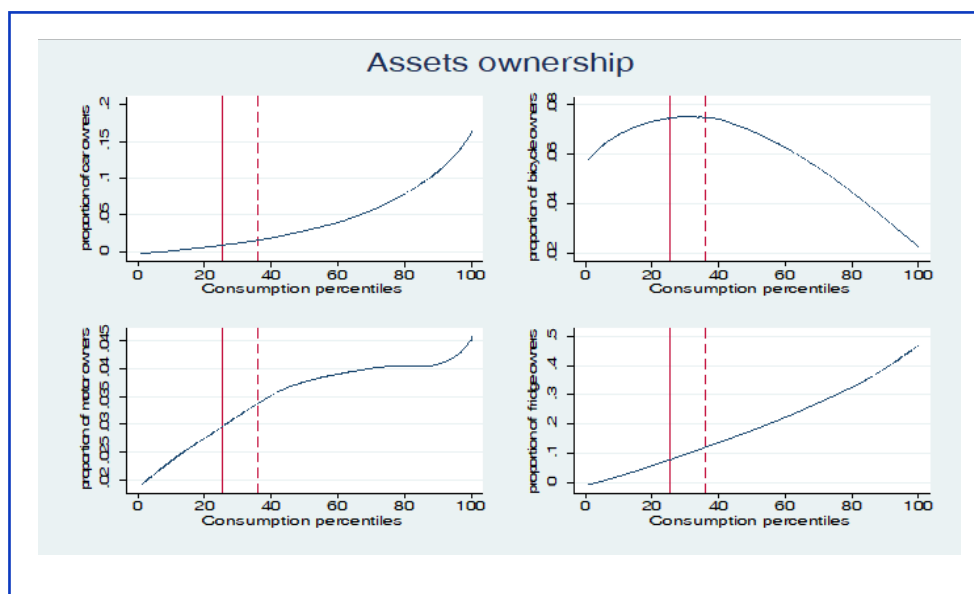 Assets ownership
proportion of car owners
0 .05 .1 .15 .2
0 20 40 60 80 100
Consumption percentiles
proportion of bicycle owners
.02 .04 .06 .08
0 20 40 60 80 100
Consumption percentiles
proportion of motor owners
.02 .025 .03 .035 .04 .045
0 20 40 60 80 100
Consumption percentiles
proportion of fridge owners
0 .1 .2 .3 .4 .5
0 20 40 60 80 100
Consumption percentiles